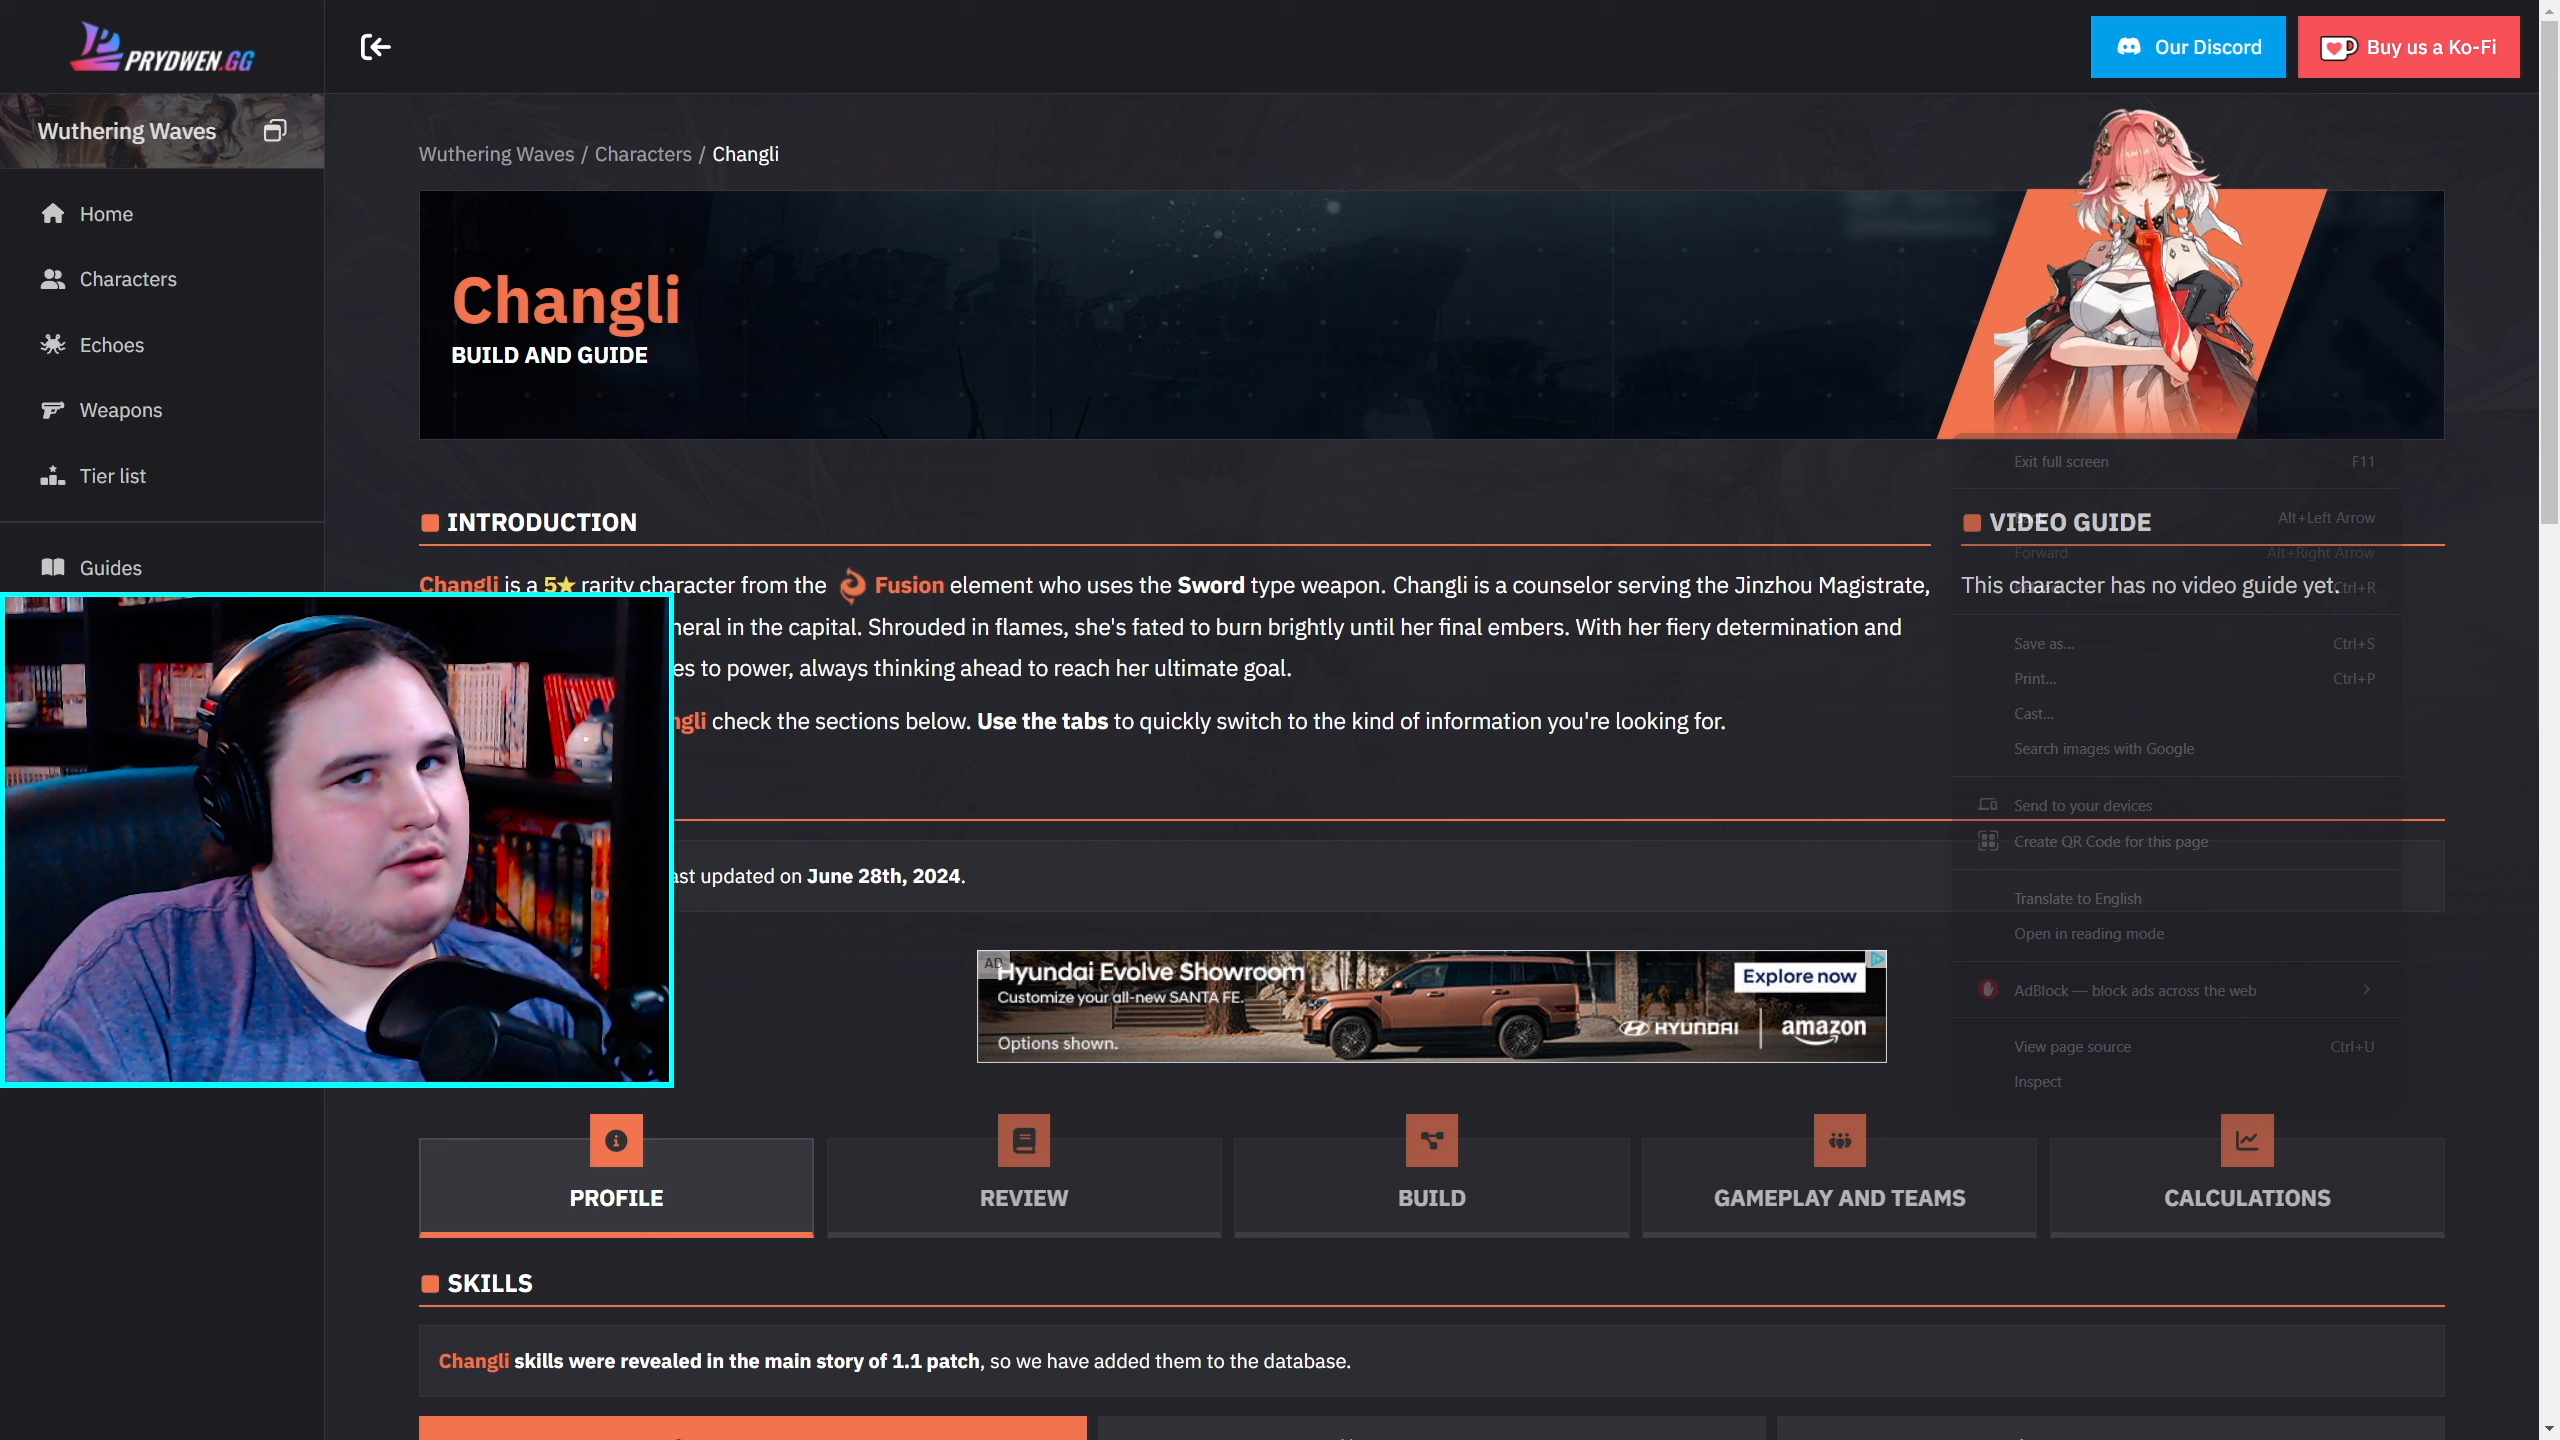 PRYDWEN.GG
Our Discord
Buy us a Ko-Fi
Wuthering Waves
Home
Characters
Echoes
Weapons
Tier list
Guides
Wuthering Waves / Characters / Changli
Changli
BUILD AND GUIDE
INTRODUCTION
Changli is a 5★ rarity character from the Fusion element who uses the Sword type weapon. Changli is a counselor serving the Jinzhou Magistrate,
neral in the capital. Shrouded in flames, she's fated to burn brightly until her final embers. With her fiery determination and
es to power, always thinking ahead to reach her ultimate goal.
ngli check the sections below. Use the tabs to quickly switch to the kind of information you're looking for.
VIDEO GUIDE
This character has no video guide yet.
Exit full screen F11
Alt+Left Arrow
Forward Alt+Right Arrow
Ctrl+R
Save as... Ctrl+S
Print... Ctrl+P
Cast...
Search images with Google
Send to your devices
Create QR Code for this page
Translate to English
Open in reading mode
AdBlock — block ads across the web
View page source Ctrl+U
Inspect
ast updated on June 28th, 2024.
AD
Hyundai Evolve Showroom
Customize your all-new SANTA FE.
Options shown.
Explore now
HYUNDAI
amazon
PROFILE
REVIEW
BUILD
GAMEPLAY AND TEAMS
CALCULATIONS
SKILLS
Changli skills were revealed in the main story of 1.1 patch, so we have added them to the database.